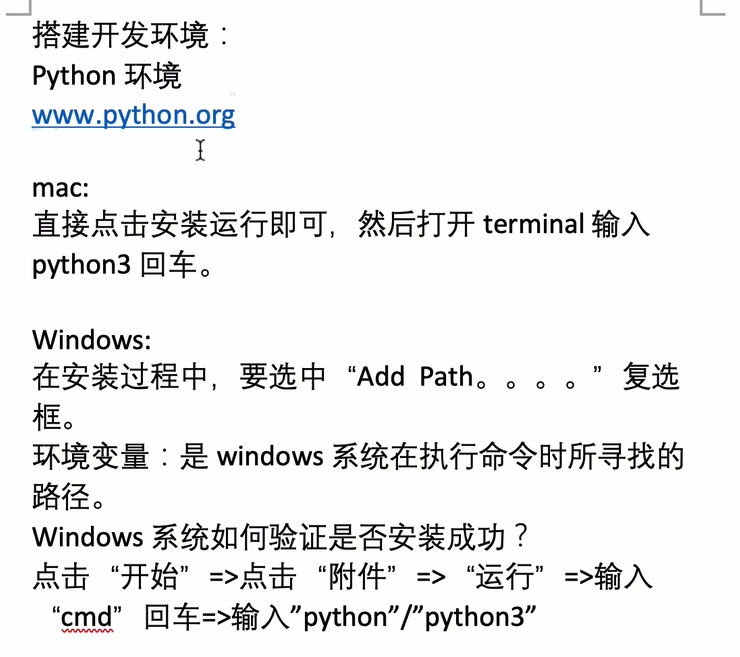 搭建开发环境：
Python 环境
www.python.org
mac:
直接点击安装运行即可，然后打开 terminal 输入
python3 回车。
Windows:
在安装过程中，要选中 “Add Path。。。。” 复选
框。
环境变量：是 windows 系统在执行命令时所寻找的
路径。
Windows 系统如何验证是否安装成功？
点击 “开始” =>点击 “附件” => “运行” =>输入
“cmd” 回车=>输入”python”/”python3”